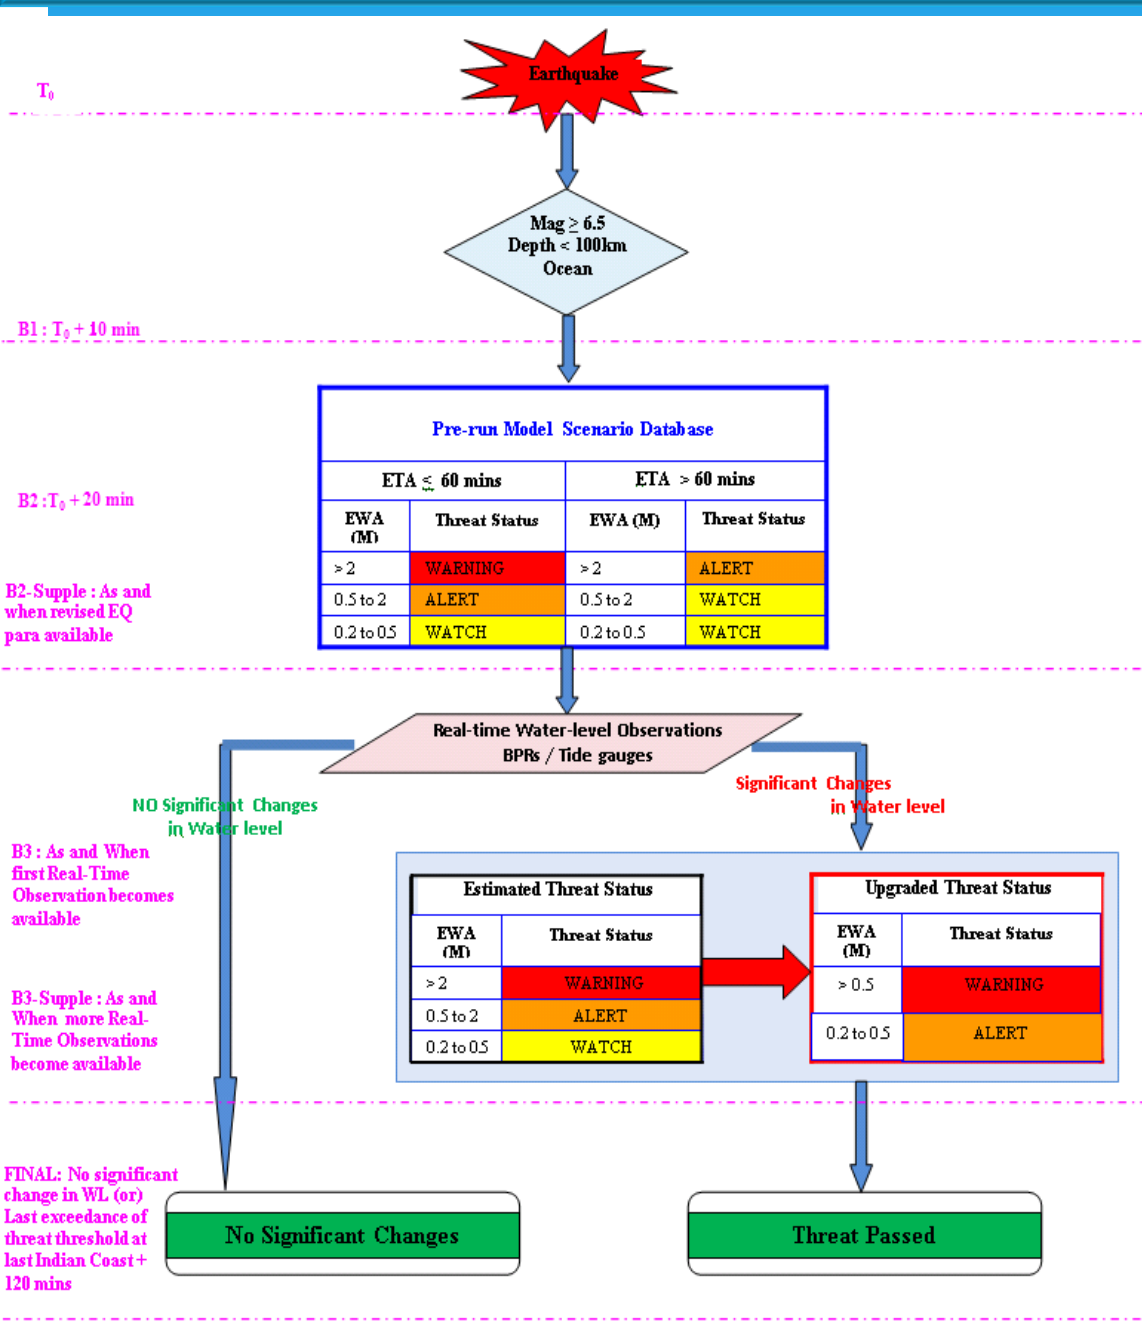 Earthquake
T0
Mag ≥ 6.5
Depth < 100km
Ocean
B1 : T0 + 10 min
Pre-run Model Scenario Database
ETA ≤ 60 mins
ETA > 60 mins
B2 :T0 + 20 min
EWA
(M)
Threat Status
EWA (M)
Threat Status
> 2
WARNING
> 2
ALERT
0.5 to 2
ALERT
0.5 to 2
WATCH
0.2 to 0.5
WATCH
0.2 to 0.5
WATCH
B2-Supple : As and
when revised EQ
para available
Real-time Water-level Observations
BPRs / Tide gauges
NO Significant Changes
in Water level
Significant Changes
in Water level
B3 : As and When
first Real-Time
Observation becomes
available
Estimated Threat Status
EWA
(M)
Threat Status
> 2
WARNING
0.5 to 2
ALERT
0.2 to 0.5
WATCH
Upgraded Threat Status
EWA
(M)
Threat Status
> 0.5
WARNING
0.2 to 0.5
ALERT
B3-Supple : As and
When more Real-
Time Observations
become available
FINAL: No significant
change in WL (or)
Last exceedance of
threat threshold at
last Indian Coast +
120 mins
No Significant Changes
Threat Passed